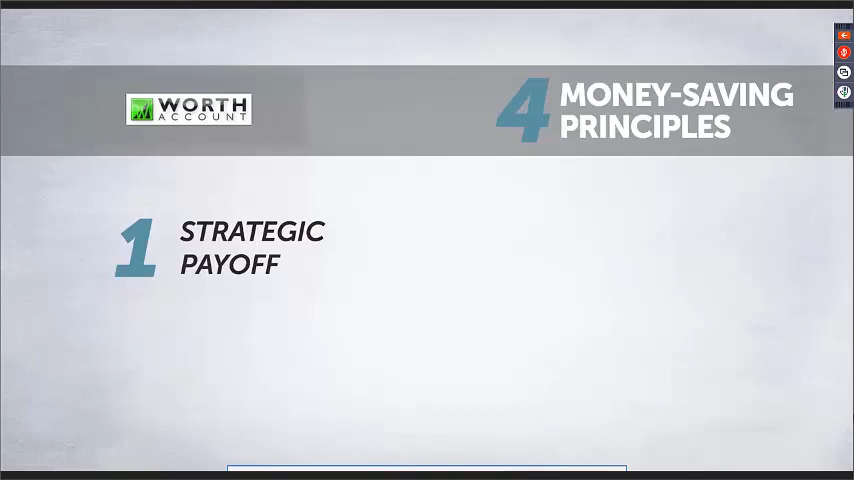 WORTH
ACCOUNT
4 MONEY-SAVING
PRINCIPLES
1 STRATEGIC
PAYOFF